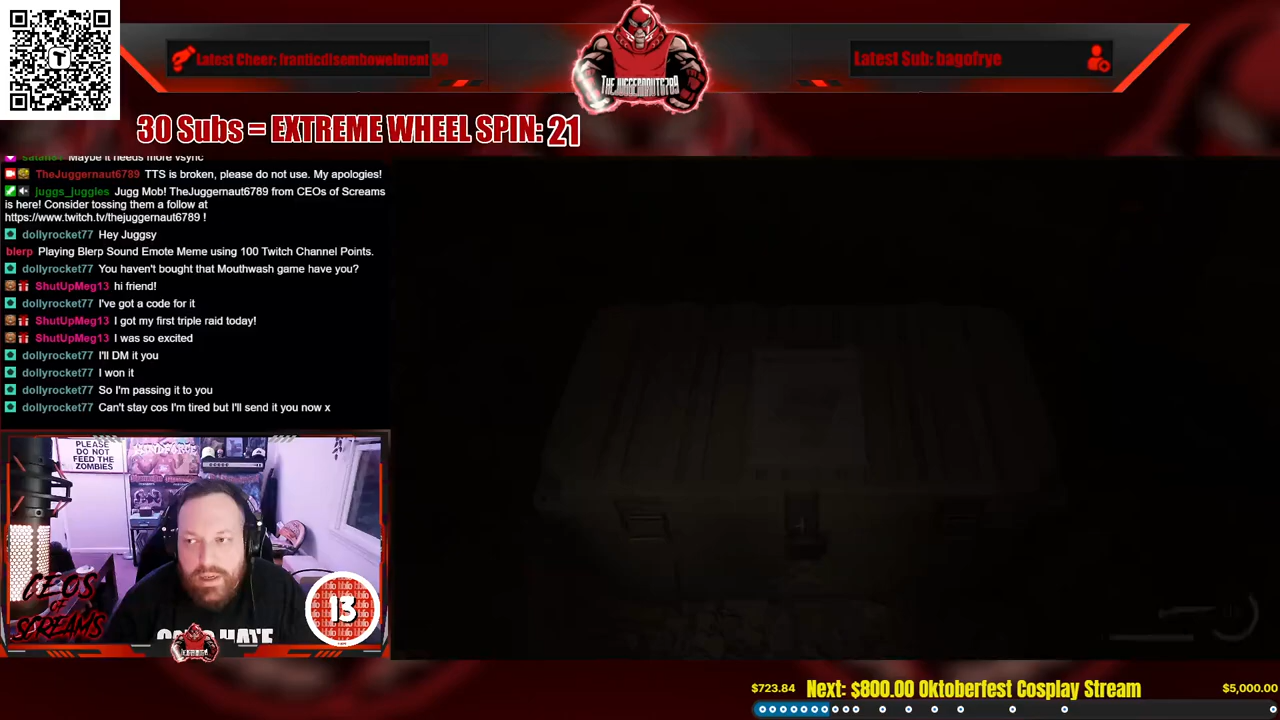 Latest Cheer: franticdisembowelment 50
THEJUGGERNAUT6789
Latest Sub: bagofrye
30 Subs = EXTREME WHEEL SPIN: 21
satan51 Maybe it needs more vsync
TheJuggernaut6789 TTS is broken, please do not use. My apologies!
juggs_juggles Jugg Mob! TheJuggernaut6789 from CEOs of Screams
is here! Consider tossing them a follow at
https://www.twitch.tv/thejuggernaut6789 !
dollyrocket77 Hey Juggsy
blerp Playing Blerp Sound Emote Meme using 100 Twitch Channel Points.
dollyrocket77 You haven't bought that Mouthwash game have you?
ShutUpMeg13 hi friend!
dollyrocket77 I've got a code for it
ShutUpMeg13 I got my first triple raid today!
ShutUpMeg13 I was so excited
dollyrocket77 I'll DM it you
dollyrocket77 I won it
dollyrocket77 So I'm passing it to you
dollyrocket77 Can't stay cos I'm tired but I'll send it you now x
PLEASE
DO NOT
FEED THE
ZOMBIES
CEOS
OF
SCREAMS
13
$723.84 Next: $800.00 Oktoberfest Cosplay Stream $5,000.00